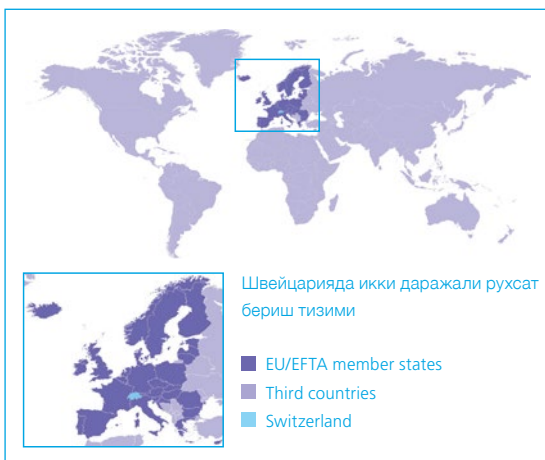 Швейцарияда икки даражали рухсат
бериш тизими
EU/EFTA member states
Third countries
Switzerland